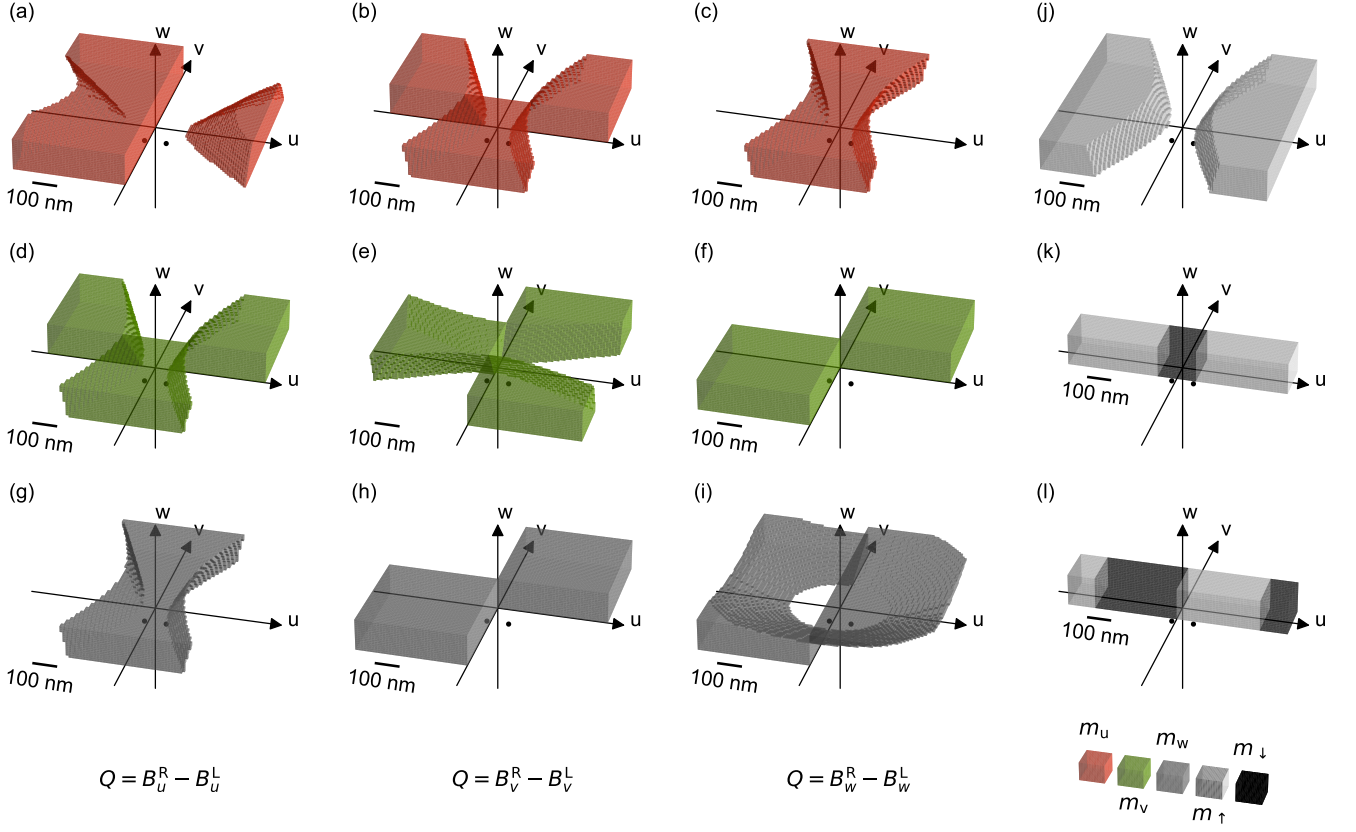 (a) (b) (c) (j)
w w w w
v v v v
u u u u
100 nm 100 nm 100 nm 100 nm
(d) (e) (f) (k)
w w w w
v v v v
u u u u
100 nm 100 nm 100 nm 100 nm
(g) (h) (i) (l)
w w w w
v v v v
u u u u
100 nm 100 nm 100 nm 100 nm
m_u m_w m_↓
m_v m_↑
Q = B_u^R − B_u^L Q = B_v^R − B_v^L Q = B_w^R − B_w^L